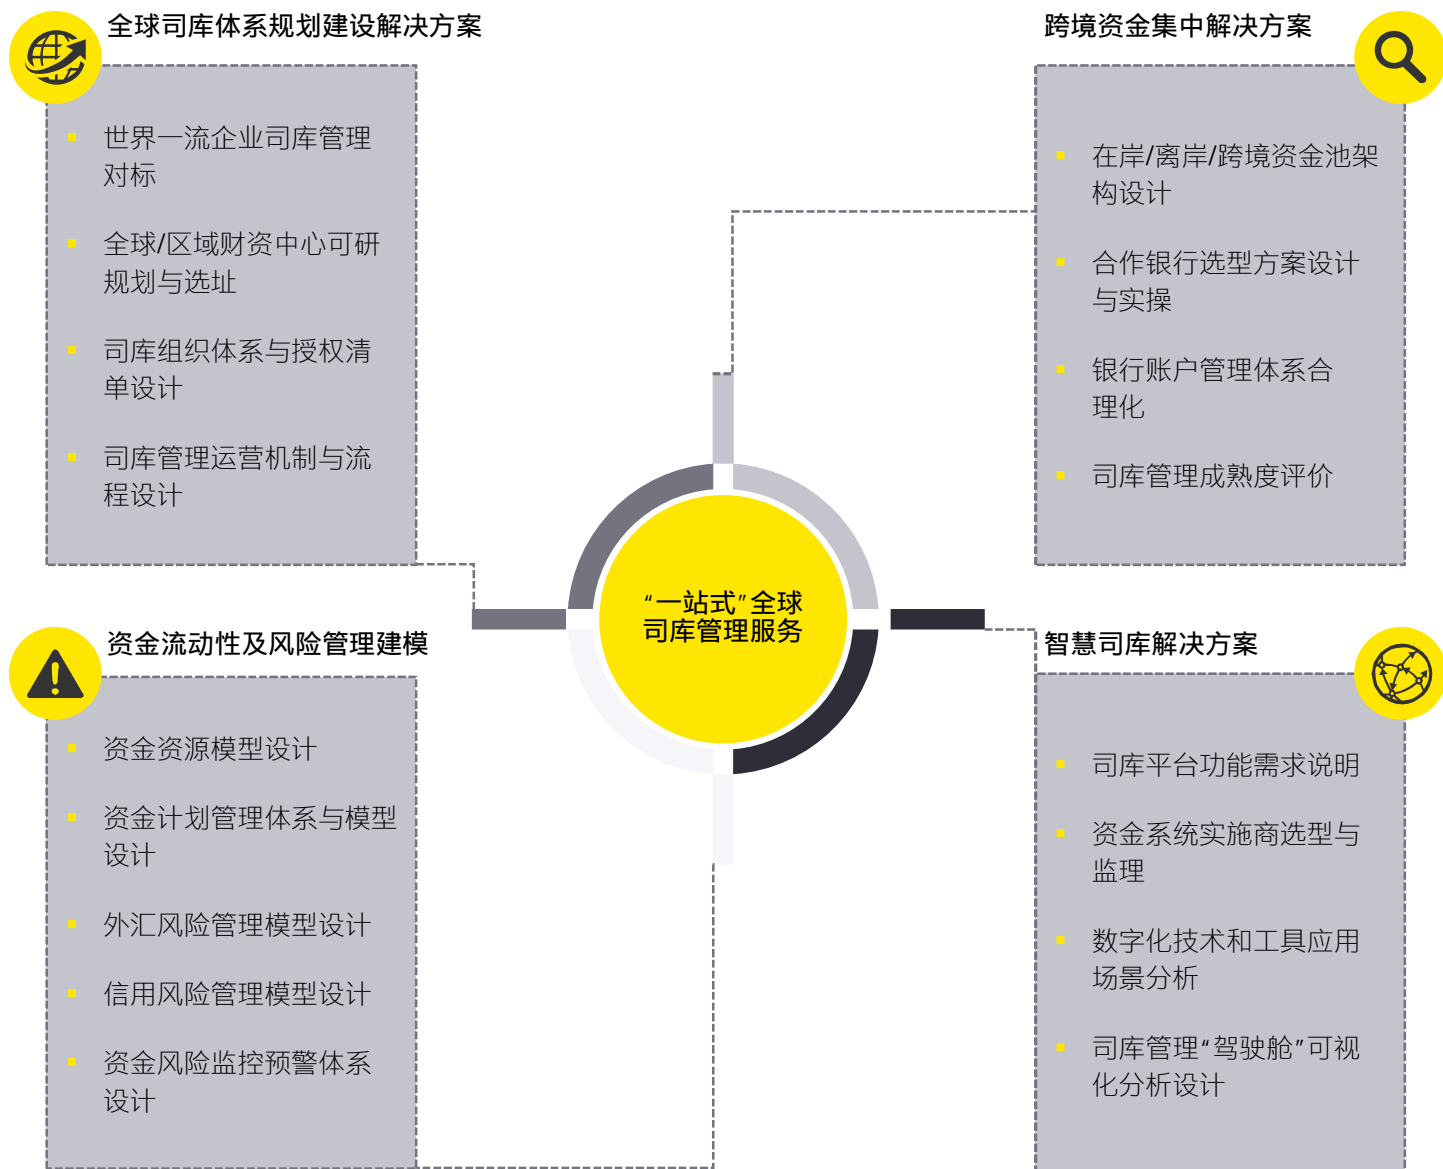 全球司库体系规划建设解决方案
世界一流企业司库管理
对标
全球/区域财资中心可研
规划与选址
司库组织体系与授权清
单设计
司库管理运营机制与流
程设计
跨境资金集中解决方案
在岸/离岸/跨境资金池架
构设计
合作银行选型方案设计
与实操
银行账户管理体系合
理化
司库管理成熟度评价
“一站式”全球
司库管理服务
资金流动性及风险管理建模
资金资源模型设计
资金计划管理体系与模型
设计
外汇风险管理模型设计
信用风险管理模型设计
资金风险监控预警体系
设计
智慧司库解决方案
司库平台功能需求说明
资金系统实施商选型与
监理
数字化技术和工具应用
场景分析
司库管理“驾驶舱”可视
化分析设计